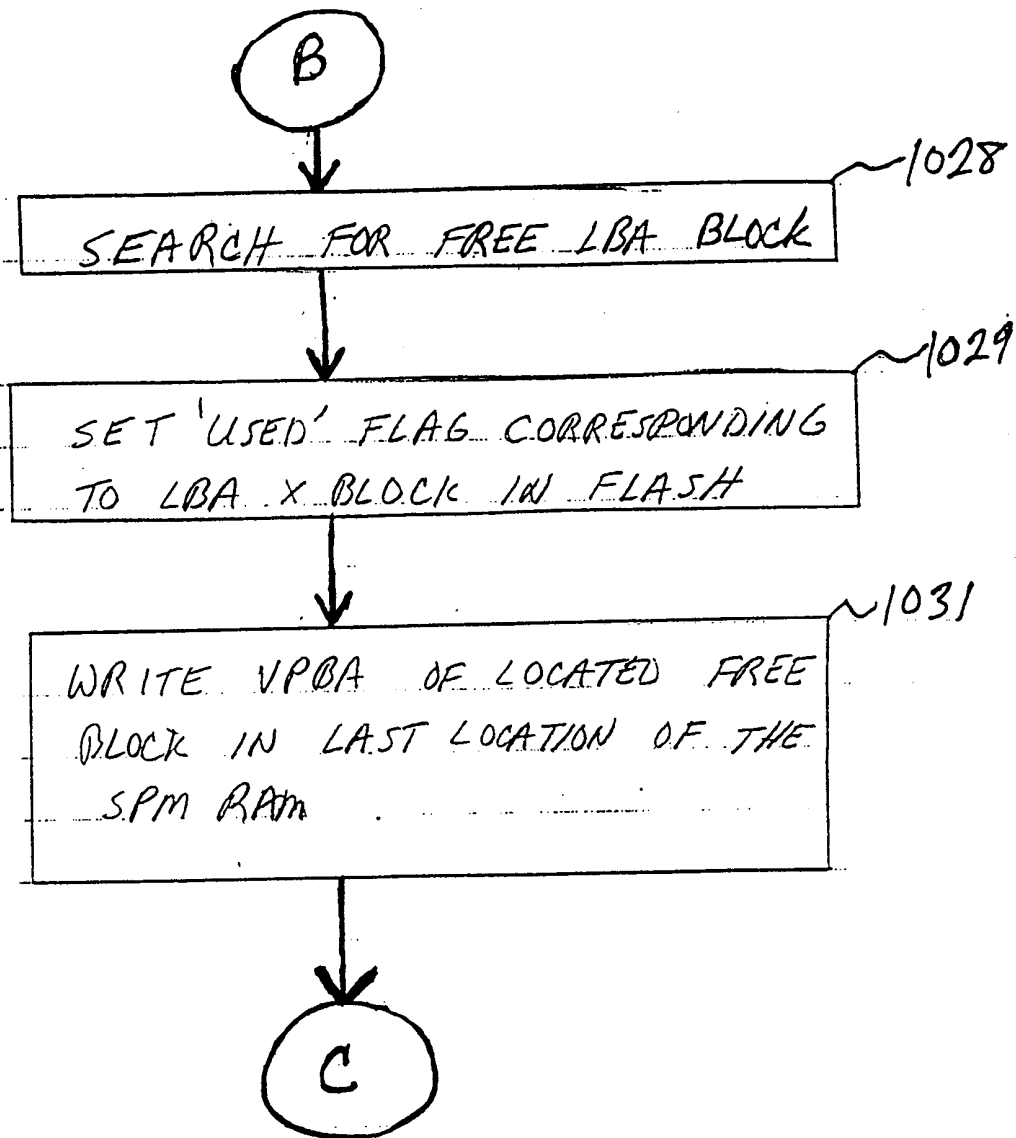 B
1028
SEARCH FOR FREE LBA BLOCK
1029
SET 'USED' FLAG CORRESPONDING
TO LBA X BLOCK IN FLASH
1031
WRITE VPBA OF LOCATED FREE
BLOCK IN LAST LOCATION OF THE
SPM RAM
C